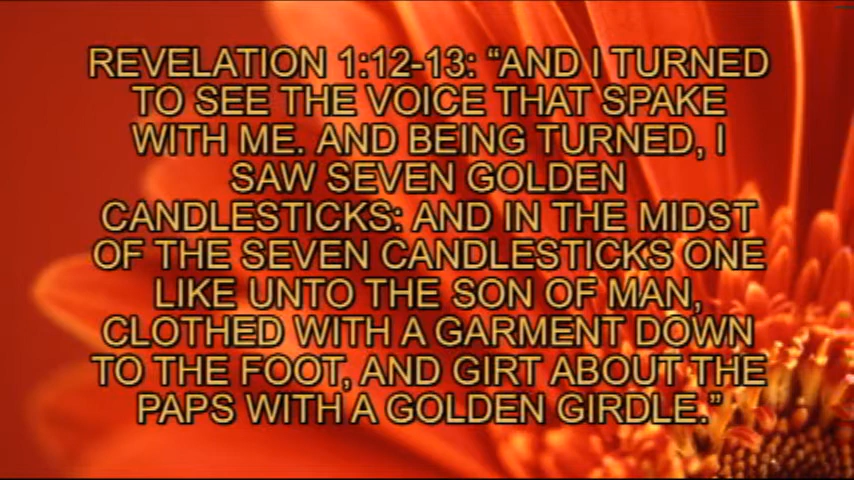 REVELATION 1:12-13: “AND I TURNED
TO SEE THE VOICE THAT SPAKE
WITH ME. AND BEING TURNED, I
SAW SEVEN GOLDEN
CANDLESTICKS: AND IN THE MIDST
OF THE SEVEN CANDLESTICKS ONE
LIKE UNTO THE SON OF MAN,
CLOTHED WITH A GARMENT DOWN
TO THE FOOT, AND GIRT ABOUT THE
PAPS WITH A GOLDEN GIRDLE.”